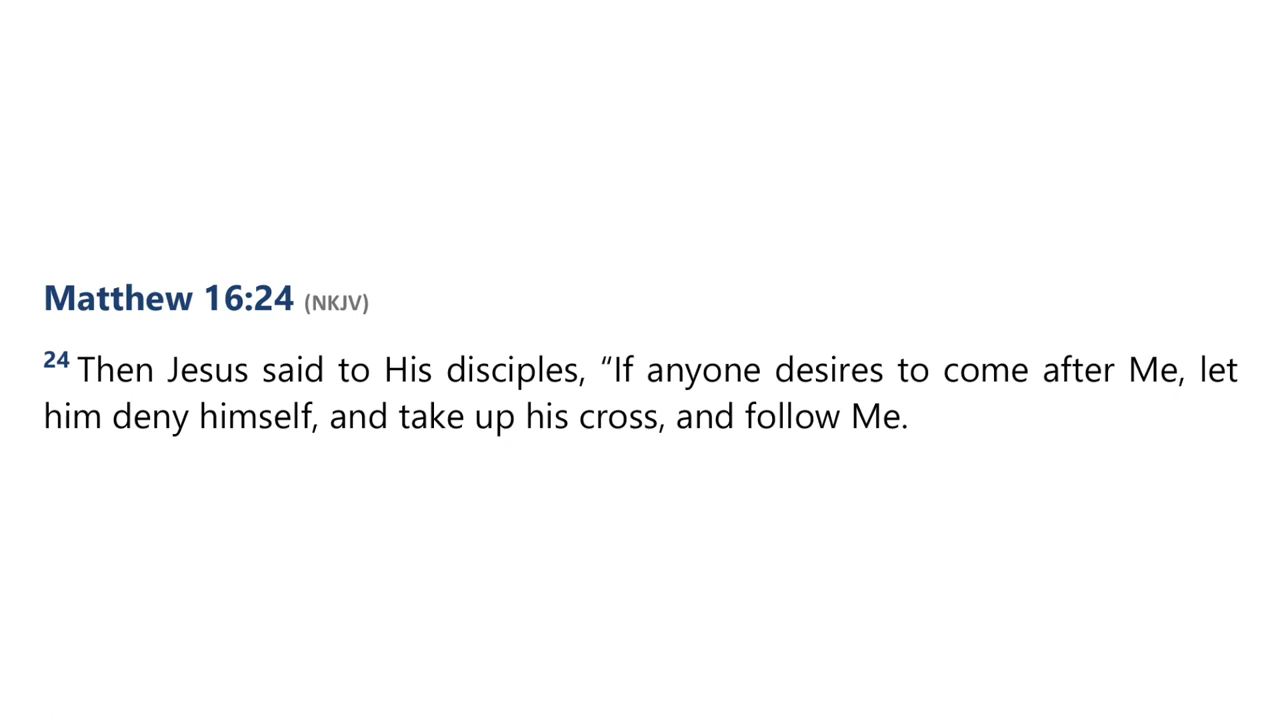 Matthew 16:24 (NKJV)
24 Then Jesus said to His disciples, “If anyone desires to come after Me, let
him deny himself, and take up his cross, and follow Me.